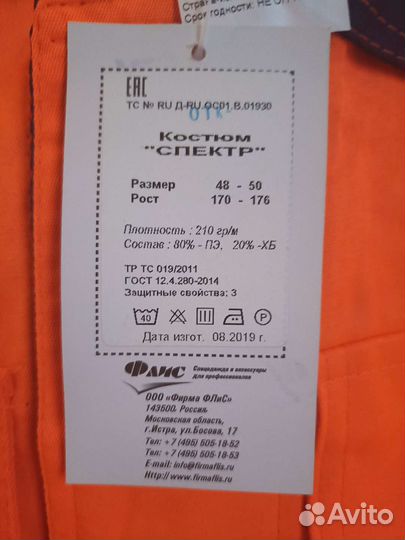 Срок годности: НЕ ОГР
ЕАС
ТС № RU Д-RU.ОС01.В.01930
ОТК
Костюм
"СПЕКТР"
Размер 48 - 50
Рост 170 - 176
Плотность : 210 гр/м
Состав : 80% - ПЭ, 20% -ХБ
ТР ТС 019/2011
ГОСТ 12.4.280-2014
Защитные свойства; З
40 P
Дата изгот. 08.2019 г.
Флис Спецодежда и аксессуары
для профессионалов
ООО «Фирма ФЛиС»
143500, Россия,
Московская область,
г.Истра, ул.Босова, 17
Тел.: +7 (495) 505-18-52
Тел.: +7 (495) 505-18-53
E-mail: info@firmaflis.ru
Http://www.firmaflis.ru
Avito